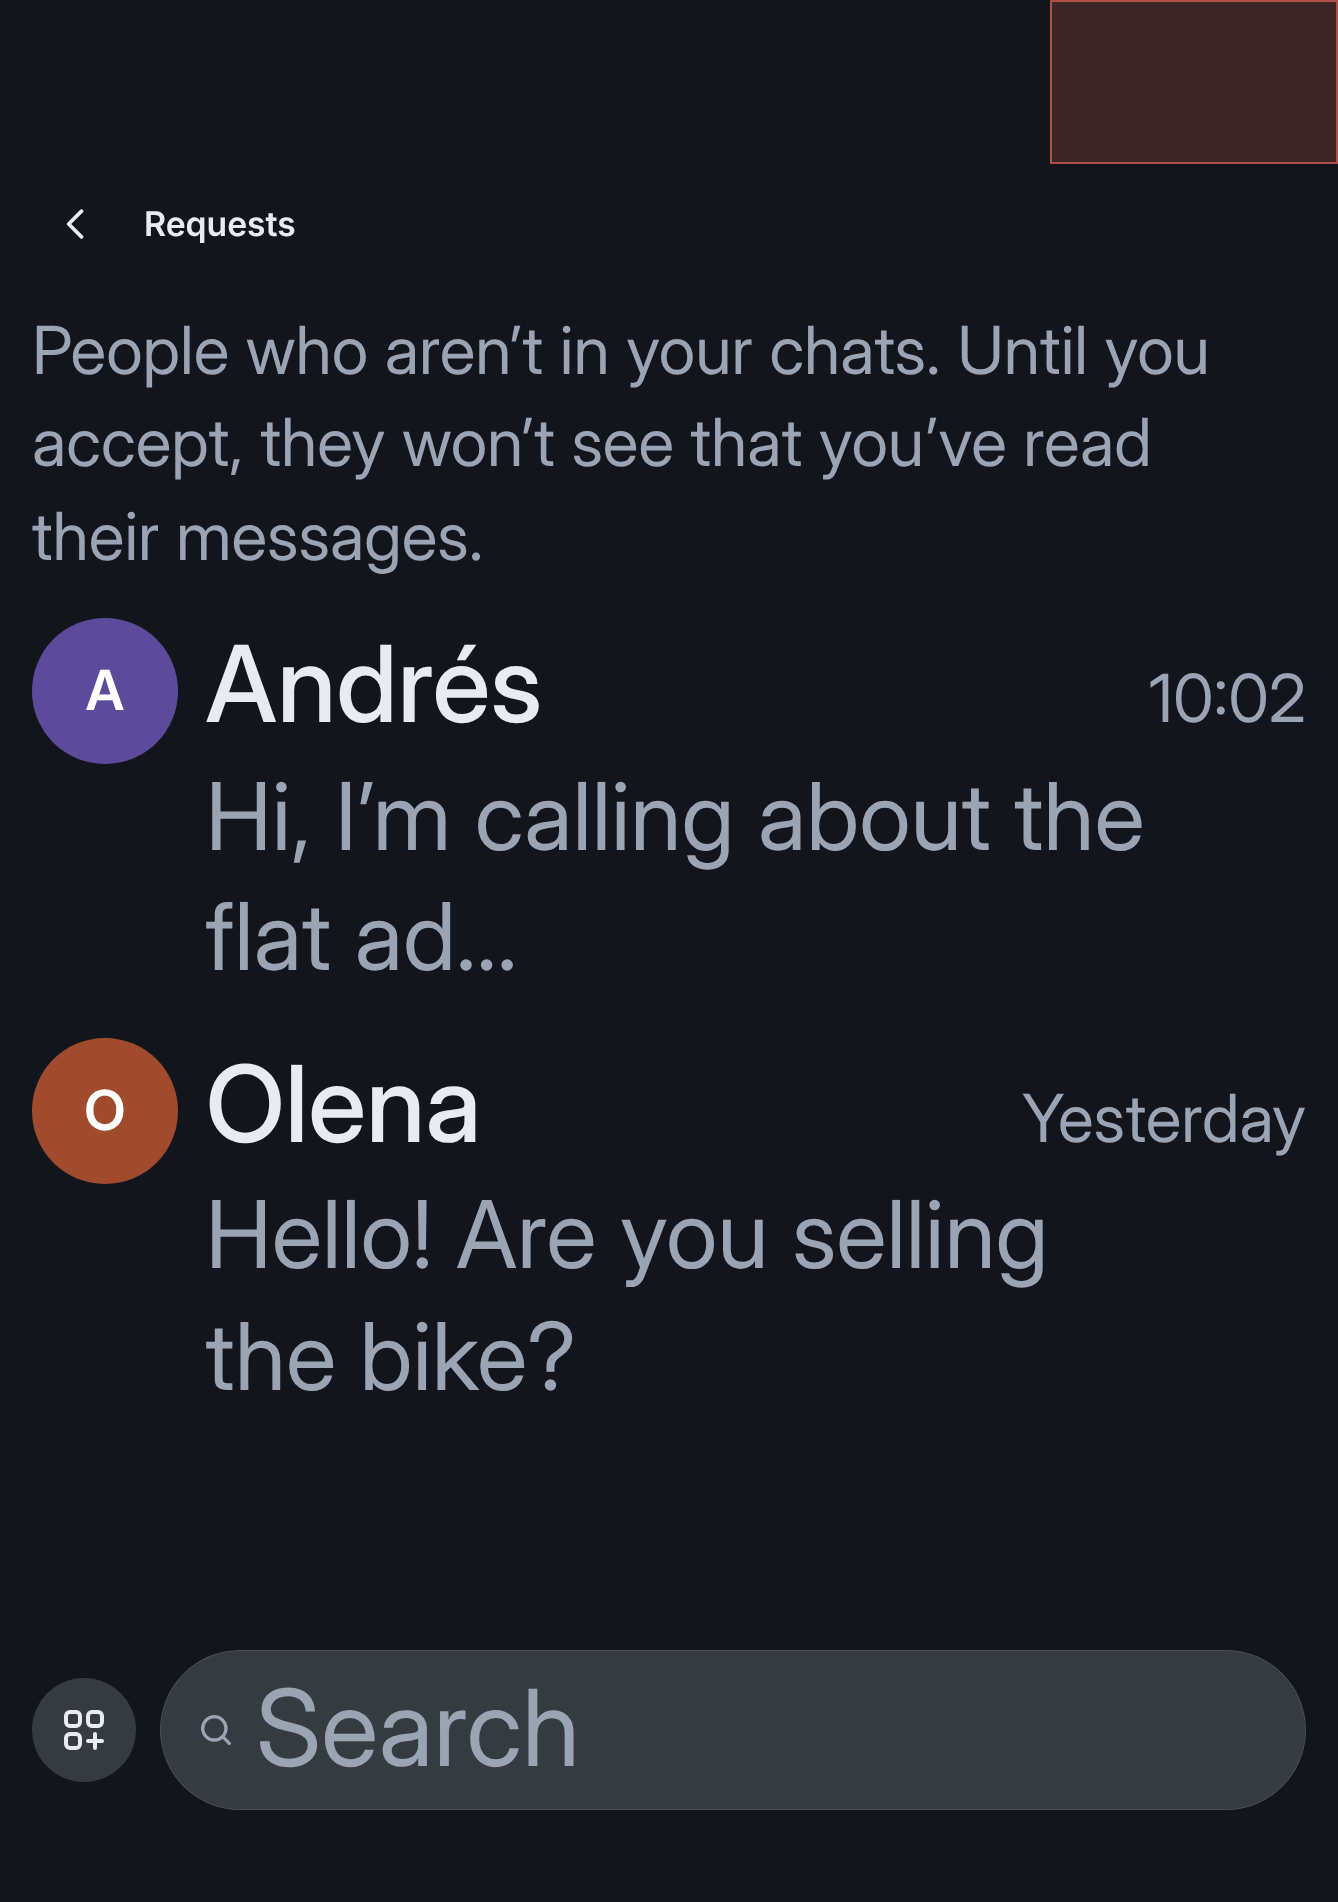 Requests
People who aren’t in your chats. Until you
accept, they won’t see that you’ve read
their messages.
A
Andrés
10:02
Hi, I’m calling about the
flat ad…
O
Olena
Yesterday
Hello! Are you selling
the bike?
Search